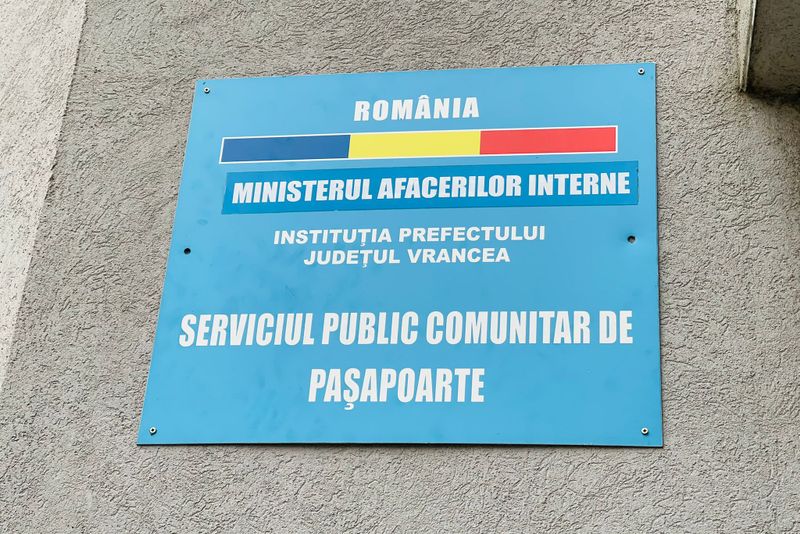 ROMÂNIA
MINISTERUL AFACERILOR INTERNE
INSTITUȚIA PREFECTULUI
JUDEȚUL VRANCEA
SERVICIUL PUBLIC COMUNITAR DE
PAȘAPOARTE